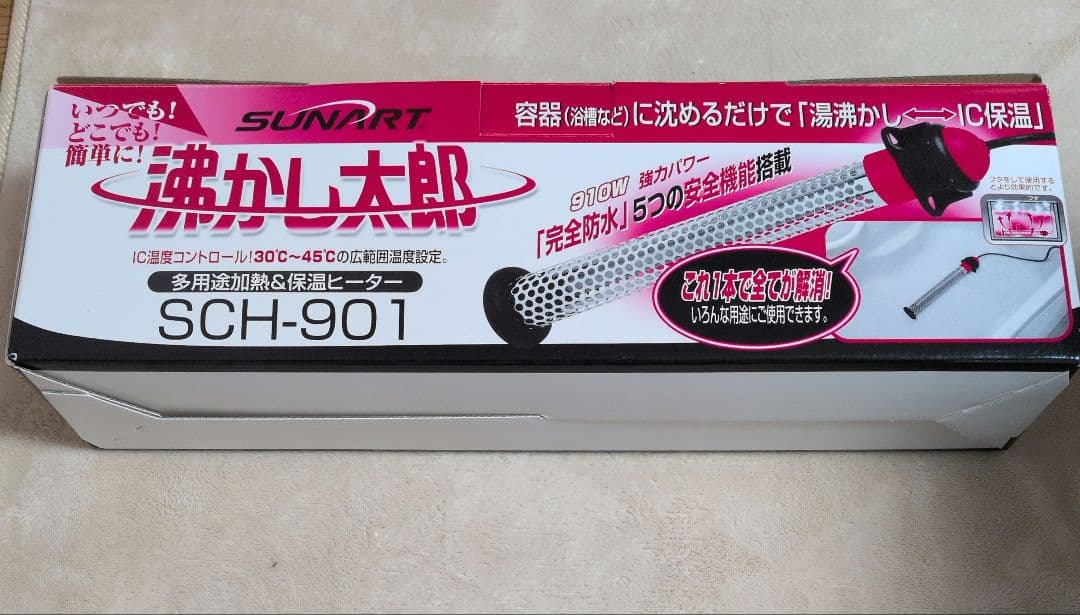 いつでも!
どこでも!
簡単に!
SUNART
沸かし太郎
IC温度コントロール!30℃~45℃の広範囲温度設定。
多用途加熱&保温ヒーター
SCH-901
容器(浴槽など)に沈めるだけで「湯沸かし⟷IC保温」
910W 強力パワー
「完全防水」5つの安全機能搭載
フタをして使用する
とより効果的です。
フタ
これ1本で全てが解消!
いろんな用途にご使用できます。